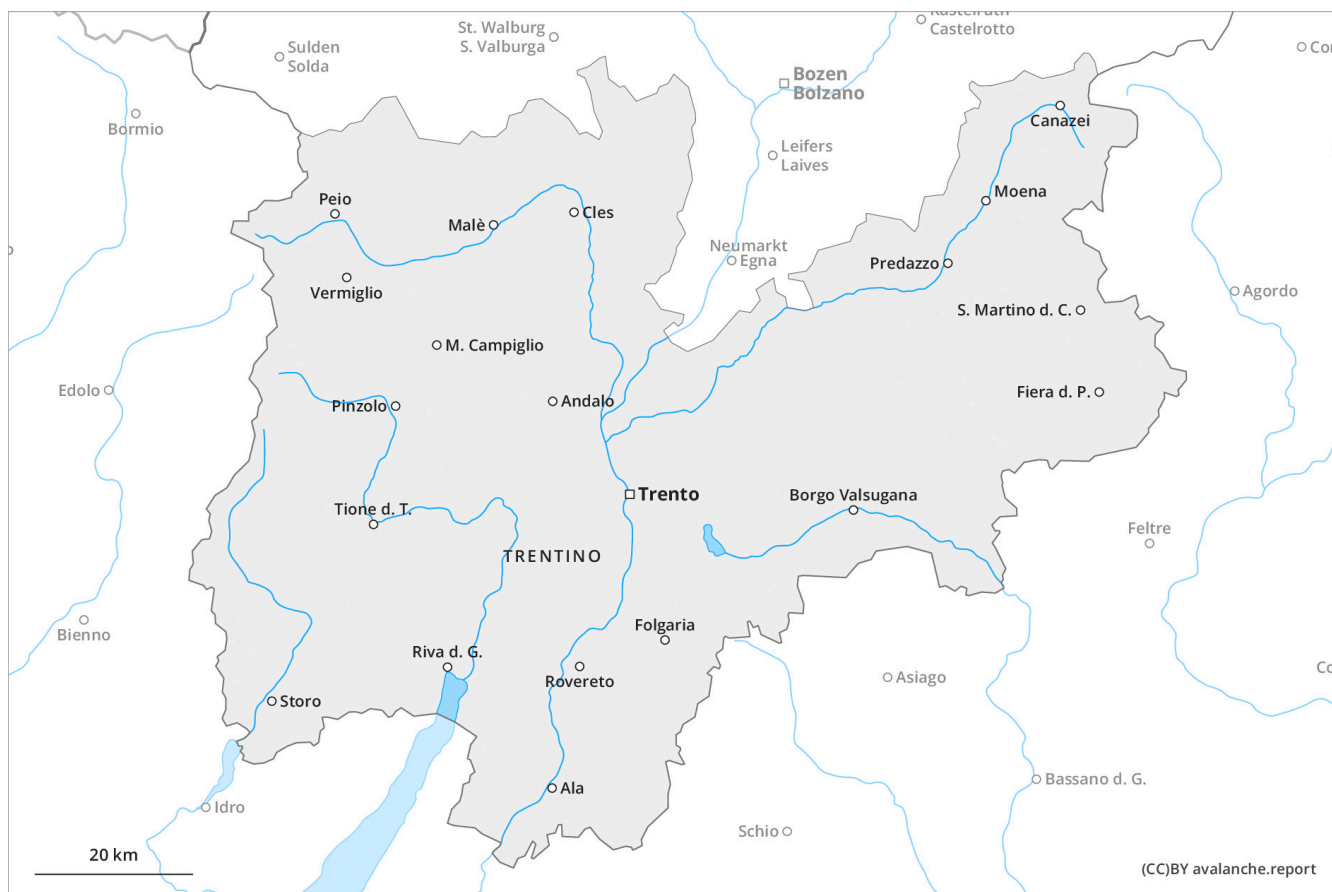 Kastelruth
Castelrotto
St. Walburg
S. Valburga
Sulden
Solda
Bozen
Bolzano
Bormio
Canazei
Leifers
Laives
Peio
Moena
Malè
Cles
Neumarkt
Egna
Predazzo
Vermiglio
Agordo
S. Martino d. C.
M. Campiglio
Edolo
Pinzolo
Andalo
Fiera d. P.
Trento
Borgo Valsugana
Tione d. T.
Feltre
TRENTINO
Bienno
Folgaria
Riva d. G.
Rovereto
Asiago
Storo
Bassano d. G.
Ala
Idro
Schio
20 km
(CC)BY avalanche.report